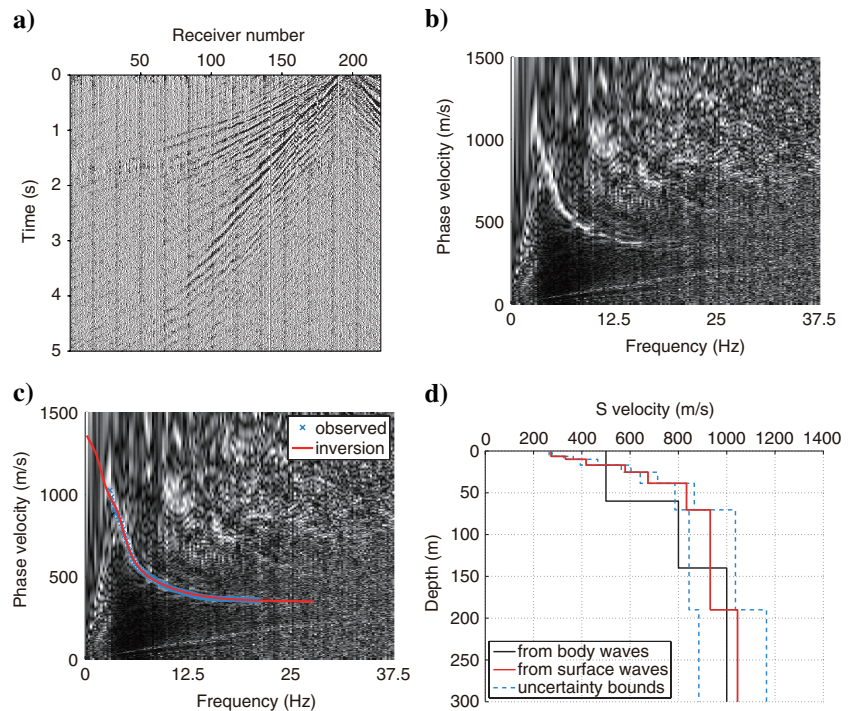 a)
Receiver number
50 100 150 200
Time (s)
0
1
2
3
4
5
b)
Phase velocity (m/s)
1500
1000
500
0
0 12.5 25 37.5
Frequency (Hz)
c)
Phase velocity (m/s)
1500
1000
500
0
observed
inversion
0 12.5 25 37.5
Frequency (Hz)
d)
S velocity (m/s)
0 200 400 600 800 1000 1200 1400
Depth (m)
0
50
100
150
200
250
300
from body waves
from surface waves
uncertainty bounds